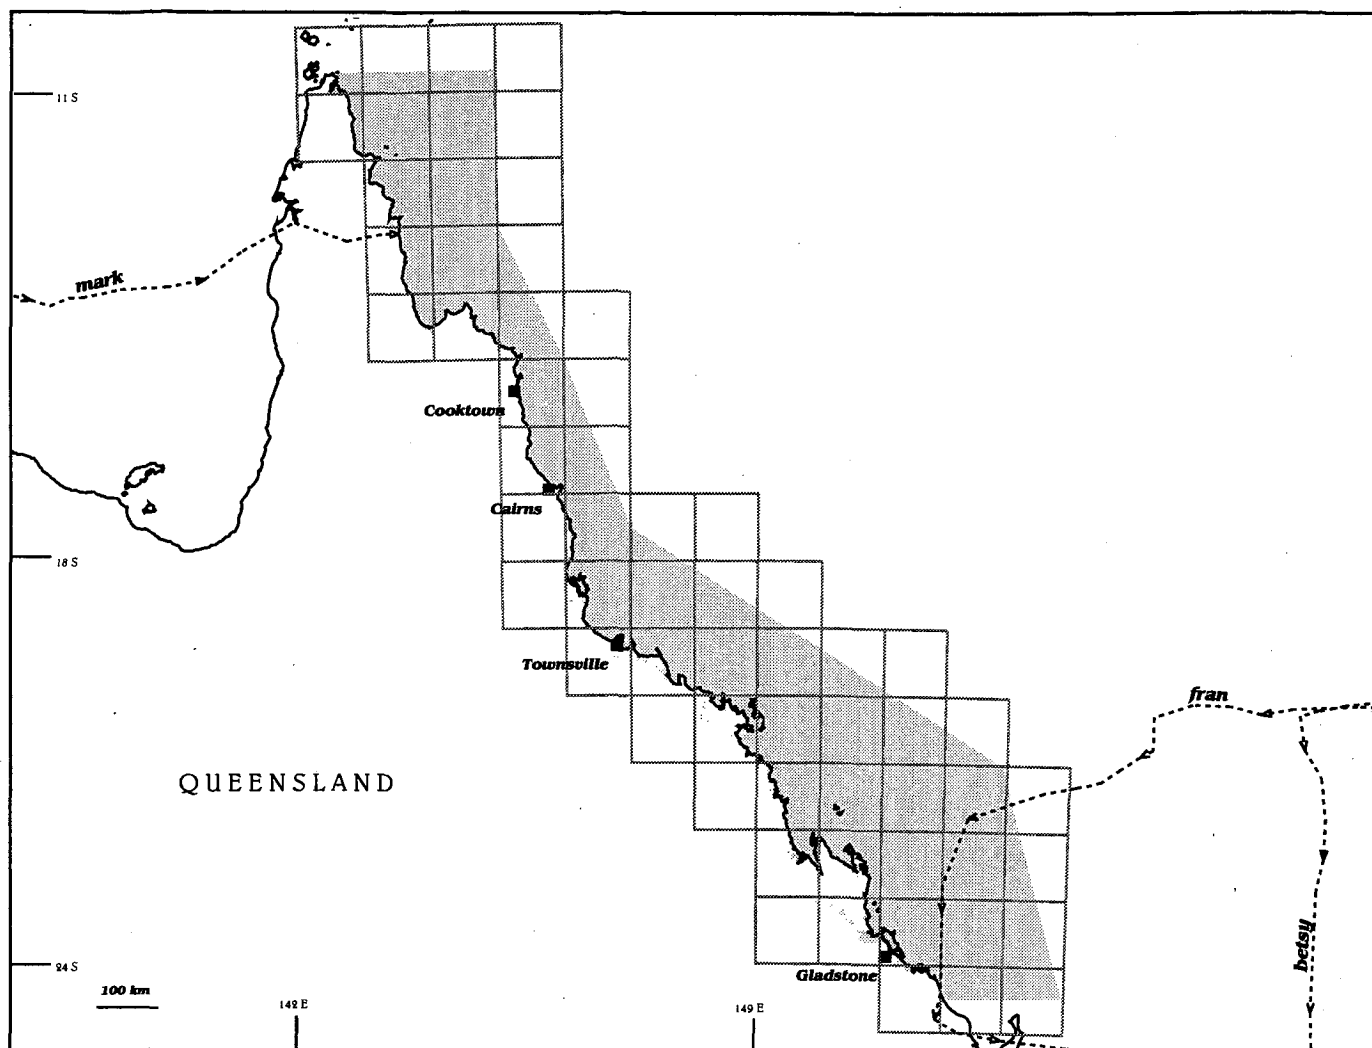 11 S
mark
Cooktown
Cairns
18 S
Townsville
fran
QUEENSLAND
betsy
24 S
Gladstone
100 km
142 E
149 E